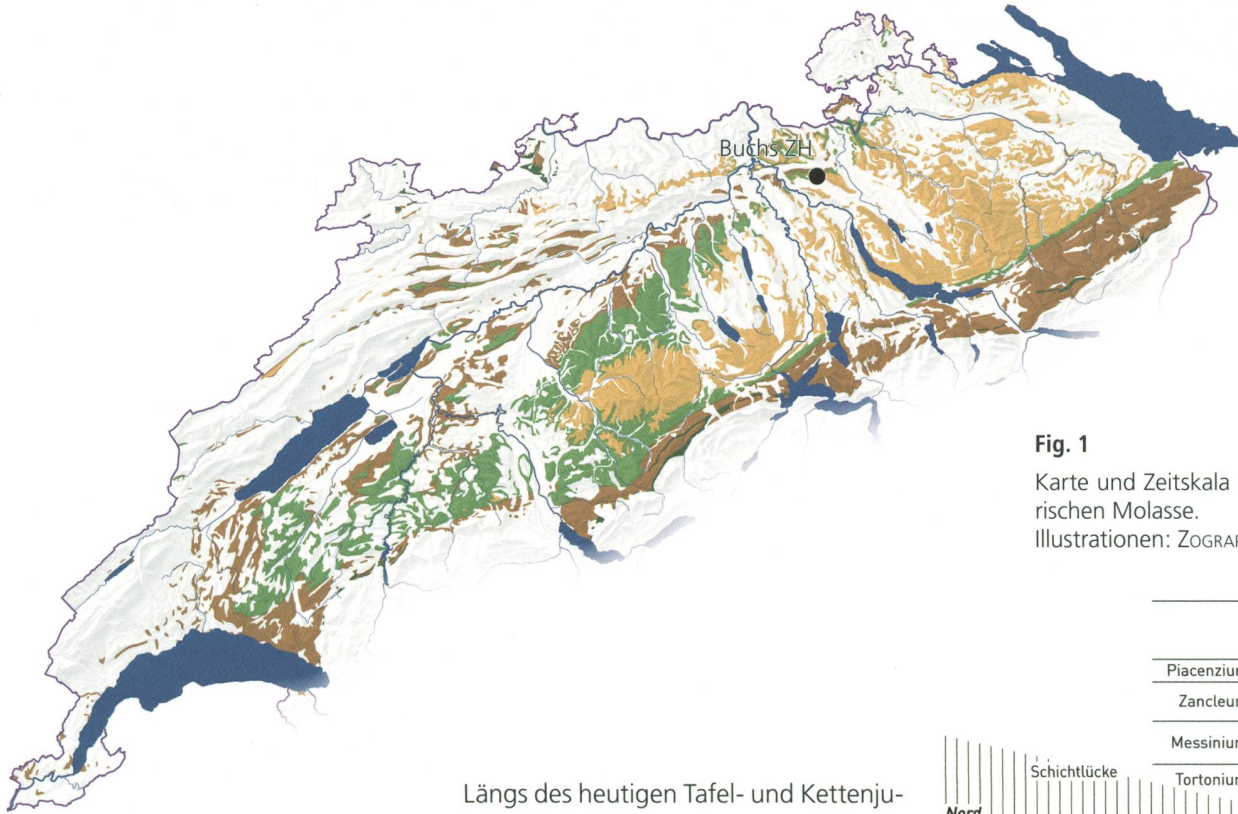 Buchs ZH
Fig. 1
Karte und Zeitskala
rischen Molasse.
Illustrationen: ZOGRAF
Piacenziu
Zancleu
Messiniu
Tortoniu
Schichtlücke
Nord
Längs des heutigen Tafel- und Kettenju-